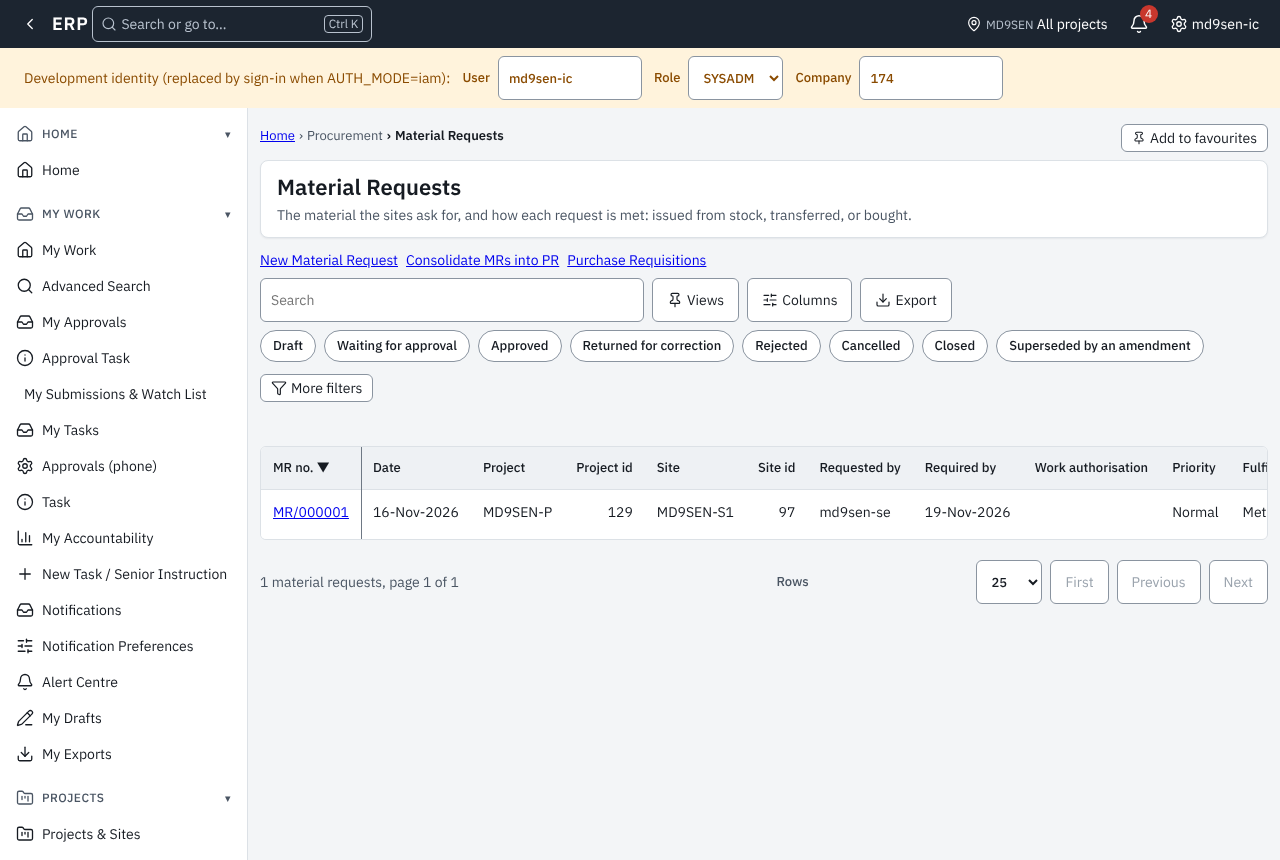 ERP Search or go to... Ctrl K MD9SEN All projects 4 md9sen-ic
Development identity (replaced by sign-in when AUTH_MODE=iam): User md9sen-ic Role SYSADM Company 174
HOME ▾
Home
MY WORK ▾
My Work
Advanced Search
My Approvals
Approval Task
My Submissions & Watch List
My Tasks
Approvals (phone)
Task
My Accountability
New Task / Senior Instruction
Notifications
Notification Preferences
Alert Centre
My Drafts
My Exports
PROJECTS ▾
Projects & Sites
Home › Procurement › Material Requests Add to favourites
Material Requests
The material the sites ask for, and how each request is met: issued from stock, transferred, or bought.
New Material Request Consolidate MRs into PR Purchase Requisitions
Search Views Columns Export
Draft Waiting for approval Approved Returned for correction Rejected Cancelled Closed Superseded by an amendment
More filters
MR no. ▼ Date Project Project id Site Site id Requested by Required by Work authorisation Priority Fulfi
MR/000001 16-Nov-2026 MD9SEN-P 129 MD9SEN-S1 97 md9sen-se 19-Nov-2026 Normal Met
1 material requests, page 1 of 1 Rows 25 First Previous Next